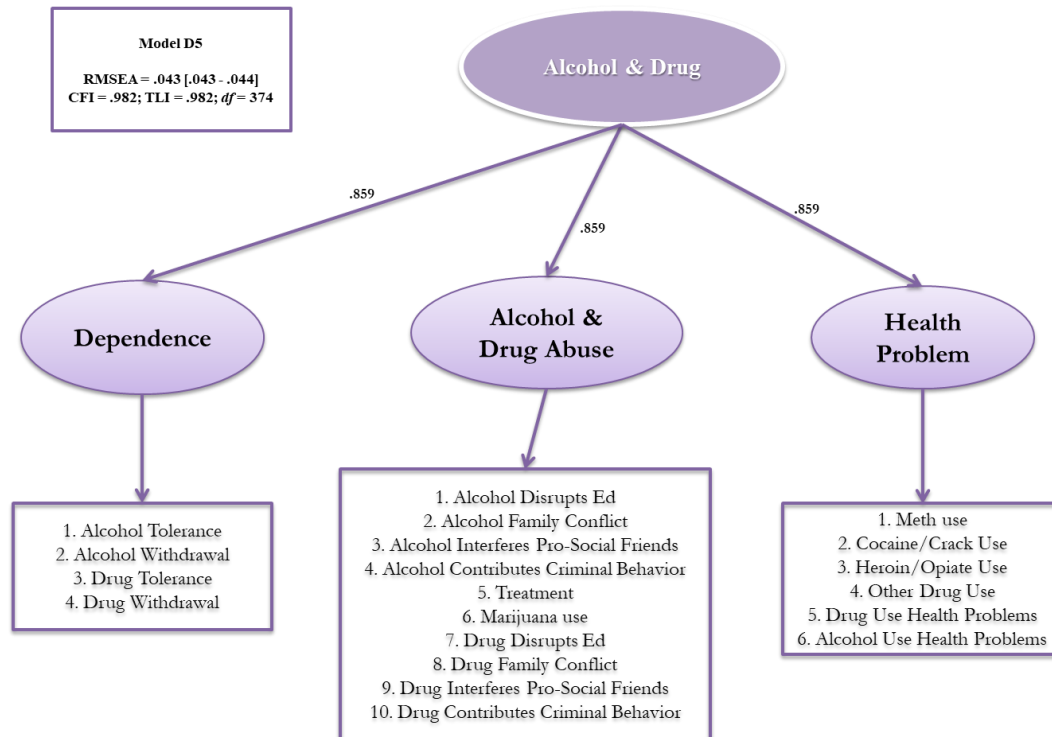 Model D5
RMSEA = .043 [.043 - .044]
CFI = .982; TLI = .982; df = 374
Alcohol & Drug
.859
.859
.859
Dependence
Alcohol &
Drug Abuse
Health
Problem
1. Alcohol Tolerance
2. Alcohol Withdrawal
3. Drug Tolerance
4. Drug Withdrawal
1. Alcohol Disrupts Ed
2. Alcohol Family Conflict
3. Alcohol Interferes Pro-Social Friends
4. Alcohol Contributes Criminal Behavior
5. Treatment
6. Marijuana use
7. Drug Disrupts Ed
8. Drug Family Conflict
9. Drug Interferes Pro-Social Friends
10. Drug Contributes Criminal Behavior
1. Meth use
2. Cocaine/Crack Use
3. Heroin/Opiate Use
4. Other Drug Use
5. Drug Use Health Problems
6. Alcohol Use Health Problems